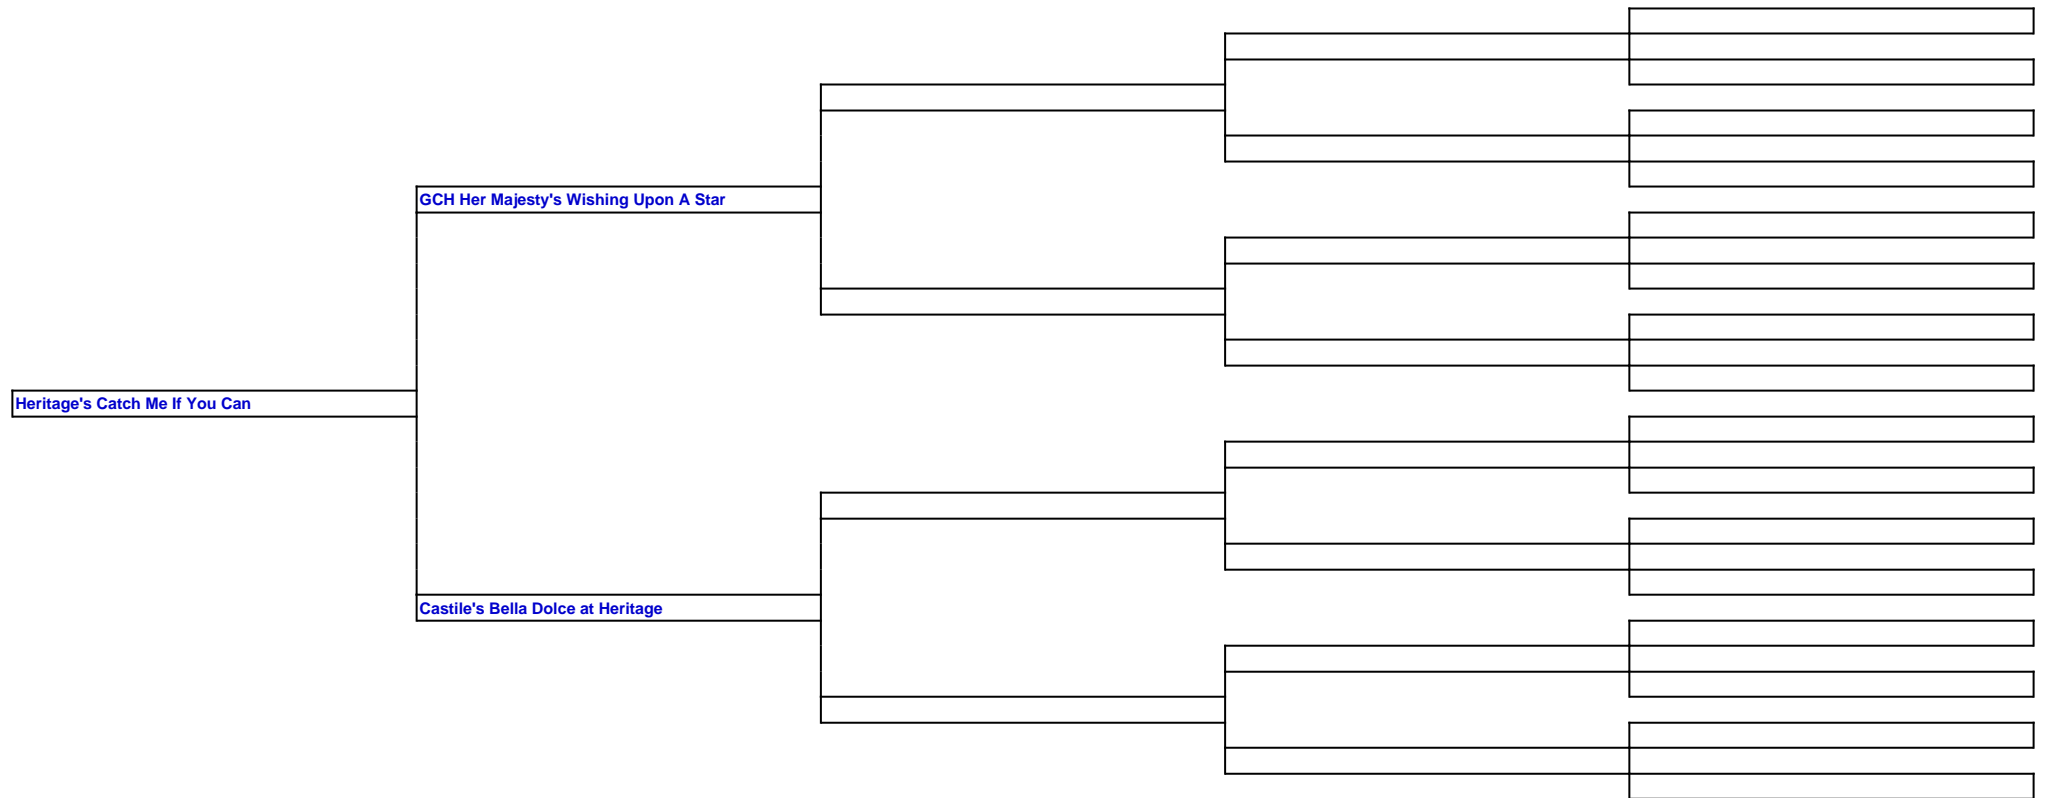 GCH Her Majesty's Wishing Upon A Star
Heritage's Catch Me If You Can
Castile's Bella Dolce at Heritage